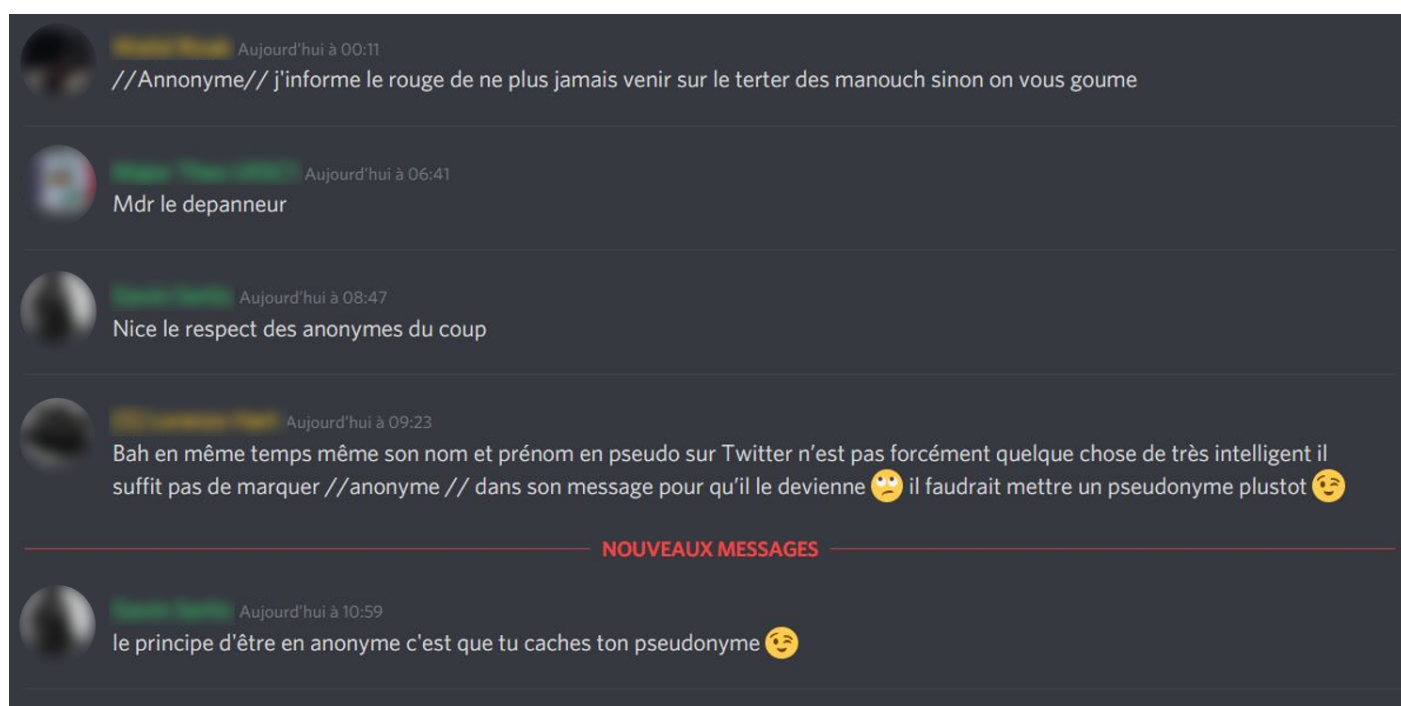 Aujourd'hui à 00:11
//Annonyme// j'informe le rouge de ne plus jamais venir sur le terter des manouch sinon on vous goume
Aujourd'hui à 06:41
Mdr le depanneur
Aujourd'hui à 08:47
Nice le respect des anonymes du coup
Aujourd'hui à 09:23
Bah en même temps même son nom et prénom en pseudo sur Twitter n'est pas forcément quelque chose de très intelligent il
suffit pas de marquer //anonyme // dans son message pour qu'il le devienne 🙄 il faudrait mettre un pseudonyme plustot 😉
NOUVEAUX MESSAGES
Aujourd'hui à 10:59
le principe d'être en anonyme c'est que tu caches ton pseudonyme 😉